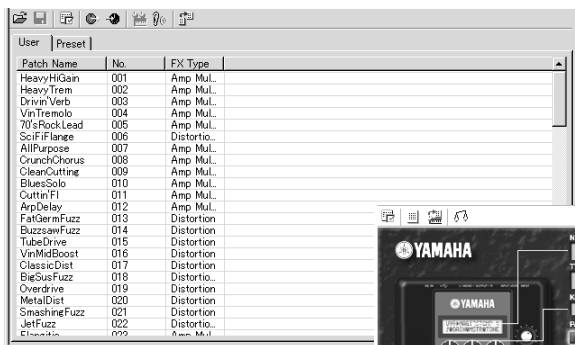 User Preset
Patch Name No. FX Type
HeavyHiGain 001 Amp Mul...
HeavyTrem 002 Amp Mul...
Drivin'Verb 003 Amp Mul...
VinTremolo 004 Amp Mul...
70'sRockLead 005 Amp Mul...
SciFiFlange 006 Distortio...
AllPurpose 007 Amp Mul...
CrunchChorus 008 Amp Mul...
CleanCutting 009 Amp Mul...
BluesSolo 010 Amp Mul...
Cuttin'Fl 011 Amp Mul...
ArpDelay 012 Amp Mul...
FatGermFuzz 013 Distortion
BuzzsawFuzz 014 Distortion
TubeDrive 015 Distortion
VinMidBoost 016 Distortion
ClassicDist 017 Distortion
BigSusFuzz 018 Distortio...
Overdrive 019 Distortion
MetalDist 020 Distortion
SmashingFuzz 021 Distortion
JetFuzz 022 Distortio...
YAMAHA
YAMAHA